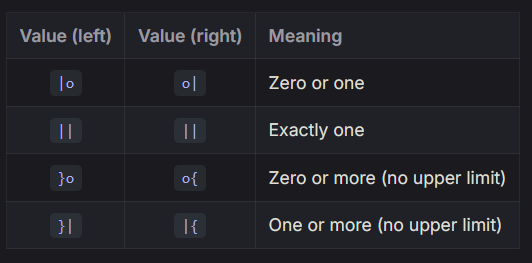 Value (left) Value (right) Meaning
|o o| Zero or one
|| || Exactly one
}o o{ Zero or more (no upper limit)
}| |{ One or more (no upper limit)